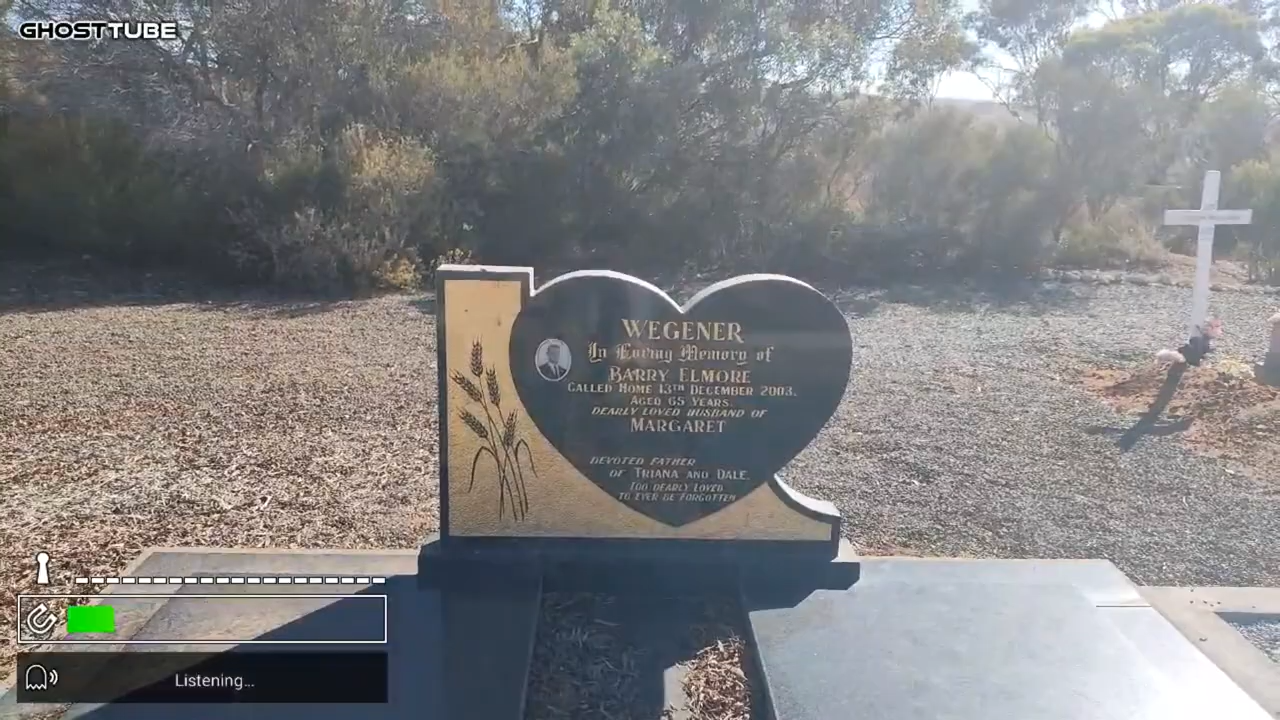 GHOSTTUBE
WEGENER
In Loving Memory of
BARRY ELMORE
CALLED HOME 13TH DECEMBER 2003.
AGED 65 YEARS.
DEARLY LOVED HUSBAND OF
MARGARET
DEVOTED FATHER
OF TRIANA AND DALE.
TOO DEARLY LOVED
TO EVER BE FORGOTTEN
Listening...